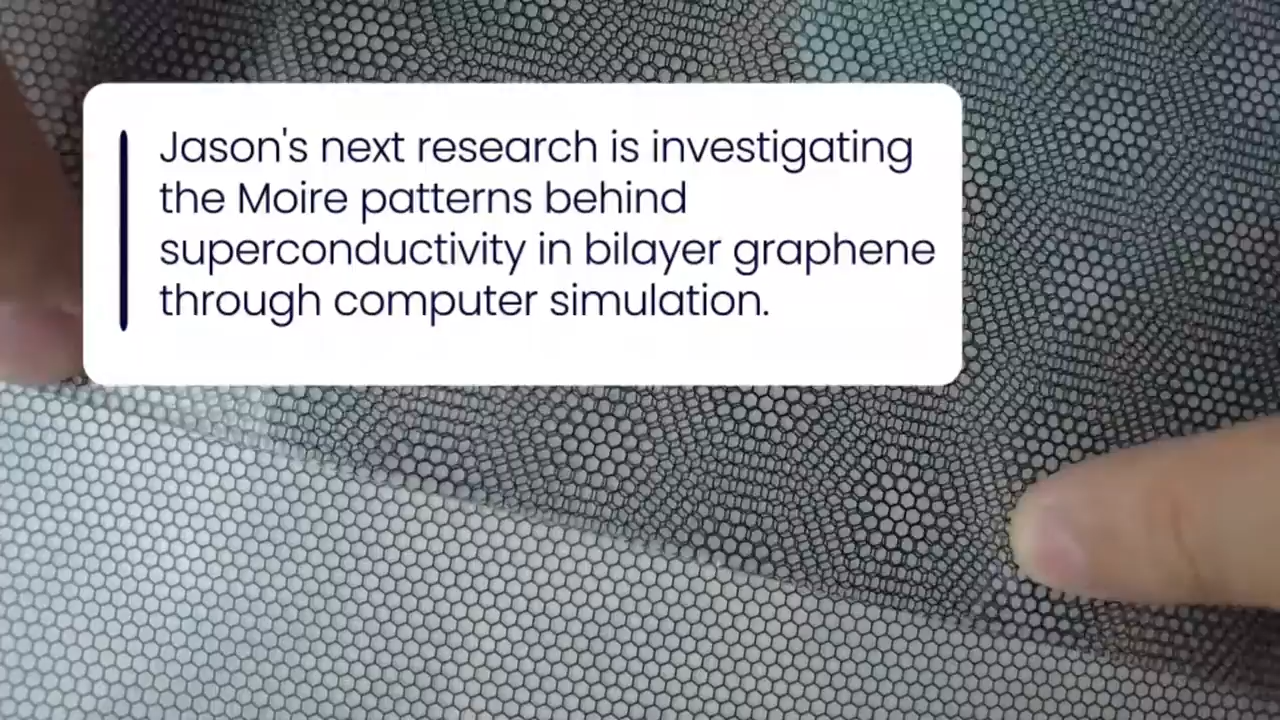 Jason's next research is investigating
the Moire patterns behind
superconductivity in bilayer graphene
through computer simulation.